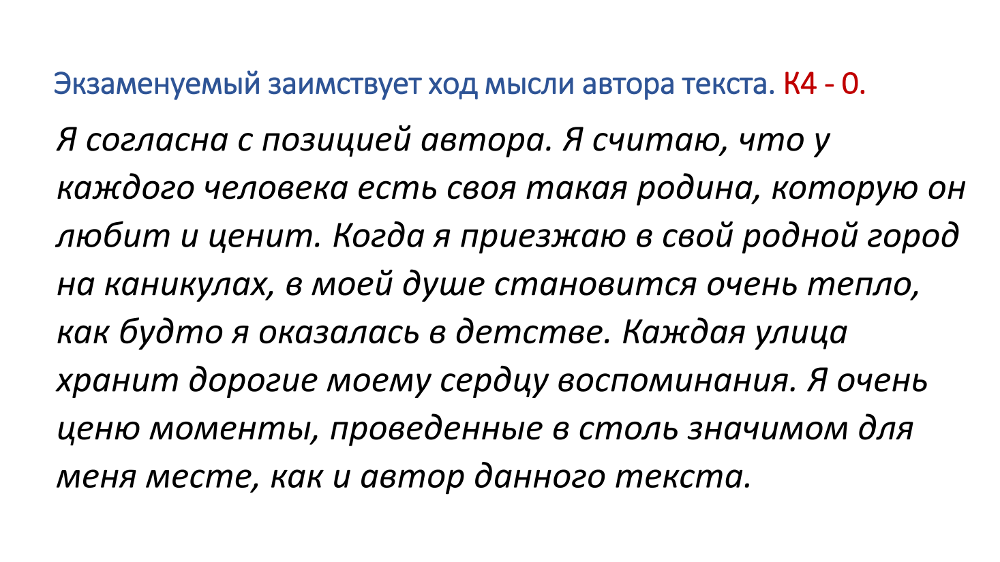 Экзаменуемый заимствует ход мысли автора текста. К4 - 0.
Я согласна с позицией автора. Я считаю, что у
каждого человека есть своя такая родина, которую он
любит и ценит. Когда я приезжаю в свой родной город
на каникулах, в моей душе становится очень тепло,
как будто я оказалась в детстве. Каждая улица
хранит дорогие моему сердцу воспоминания. Я очень
ценю моменты, проведенные в столь значимом для
меня месте, как и автор данного текста.